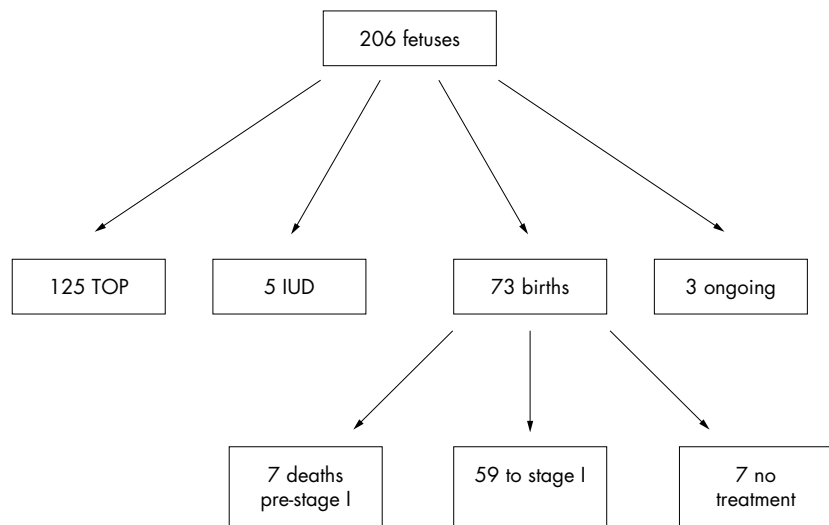 206 fetuses
125 TOP
5 IUD
73 births
3 ongoing
7 deaths
pre-stage I
59 to stage I
7 no
treatment